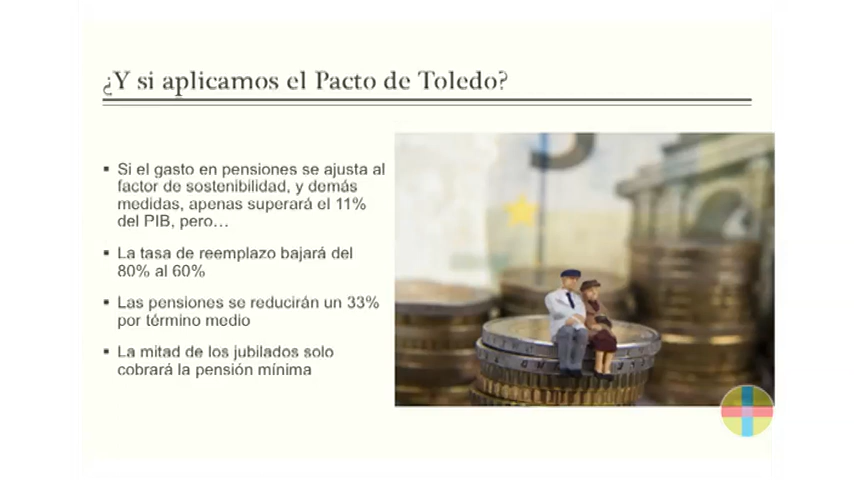 ¿Y si aplicamos el Pacto de Toledo?
▪ Si el gasto en pensiones se ajusta al
factor de sostenibilidad, y demás
medidas, apenas superará el 11%
del PIB, pero…
▪ La tasa de reemplazo bajará del
80% al 60%
▪ Las pensiones se reducirán un 33%
por término medio
▪ La mitad de los jubilados solo
cobrará la pensión mínima